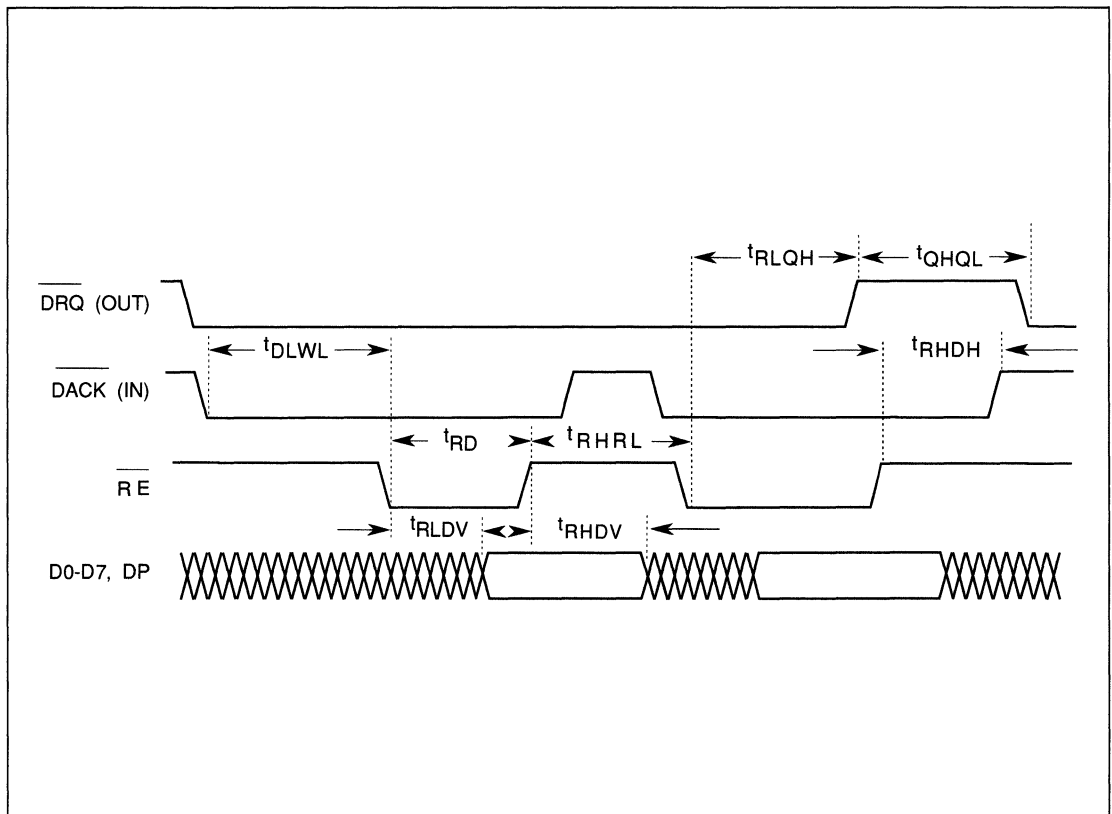 tRLQH tQHQL
DRQ (OUT)
tDLWL tRHDH
DACK (IN)
tRD tRHRL
RE
tRLDV tRHDV
D0-D7, DP